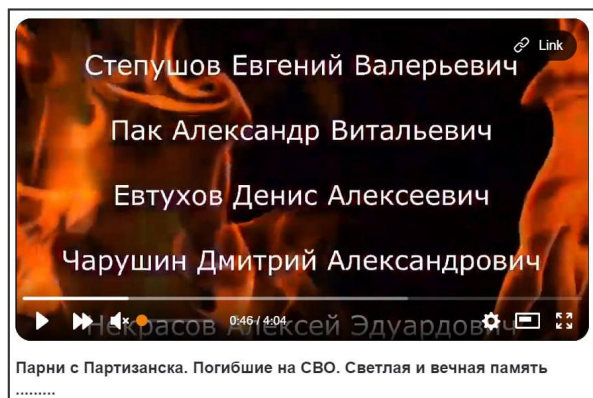 Link
Степушов Евгений Валерьевич
Пак Александр Витальевич
Евтухов Денис Алексеевич
Чарушин Дмитрий Александрович
0:46 / 4:04
Некрасов Алексей Эдуардович
Парни с Партизанска. Погибшие на СВО. Светлая и вечная память
.........